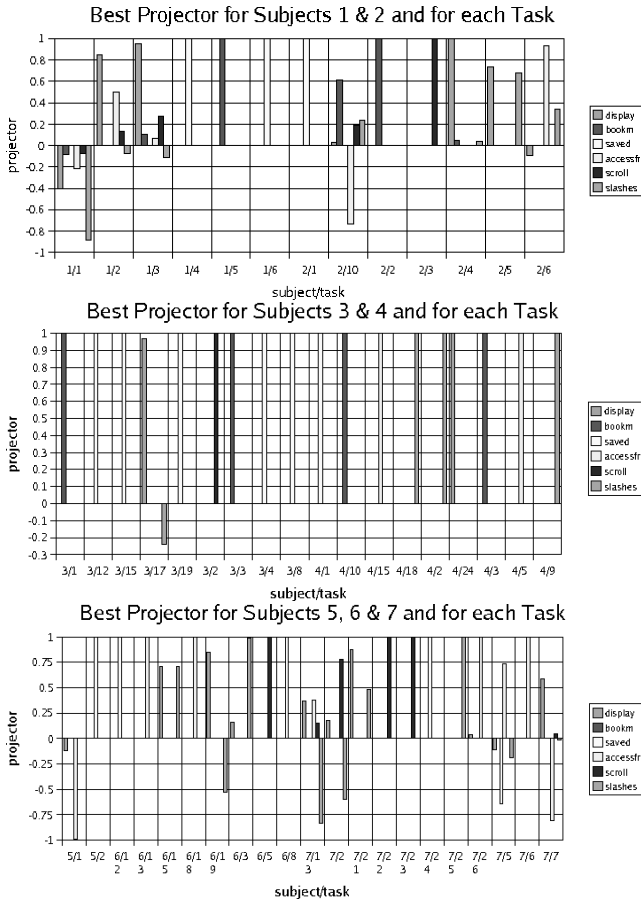 Best Projector for Subjects 1 & 2 and for each Task
projector
1
0.8
0.6
0.4
0.2
0
-0.2
-0.4
-0.6
-0.8
-1
1/1 1/2 1/3 1/4 1/5 1/6 2/1 2/10 2/2 2/3 2/4 2/5 2/6
subject/task
display
bookm
saved
accessfr
scroll
slashes
Best Projector for Subjects 3 & 4 and for each Task
projector
1
0.9
0.8
0.7
0.6
0.5
0.4
0.3
0.2
0.1
0
-0.1
-0.2
-0.3
3/1 3/12 3/15 3/17 3/19 3/2 3/3 3/4 3/8 4/1 4/10 4/15 4/18 4/2 4/24 4/3 4/5 4/9
subject/task
display
bookm
saved
accessfr
scroll
slashes
Best Projector for Subjects 5, 6 & 7 and for each Task
projector
1
0.75
0.5
0.25
0
-0.25
-0.5
-0.75
-1
5/1 5/2 6/1 6/1 6/1 6/1 6/1 6/3 6/5 6/8 7/1 7/2 7/2 7/2 7/2 7/2 7/2 7/2 7/5 7/6 7/7
2 3 5 8 9 3 1 2 3 4 5 6
subject/task
display
bookm
saved
accessfr
scroll
slashes